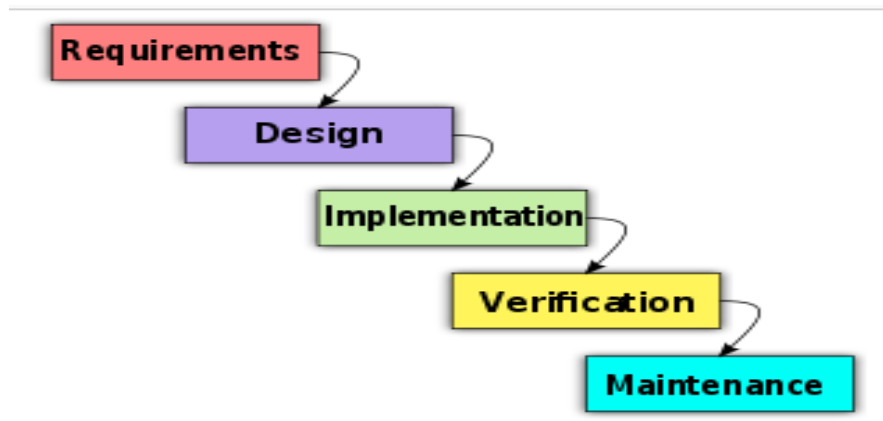 Requirements
Design
Implementation
Verification
Maintenance